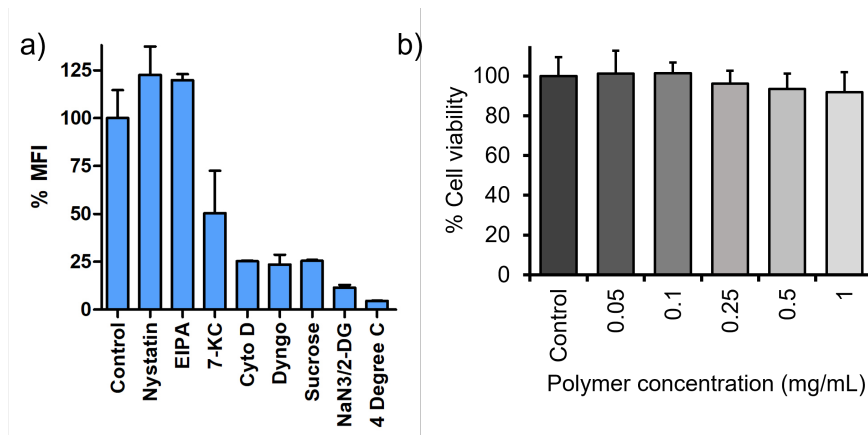 a)
% MFI
125
100
75
50
25
0
Control
Nystatin
EIPA
7-KC
Cyto D
Dyngo
Sucrose
NaN3/2-DG
4 Degree C
b)
% Cell viability
100
80
60
40
20
0
Control
0.05
0.1
0.25
0.5
1
Polymer concentration (mg/mL)